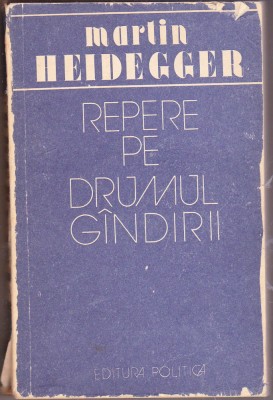 martin
HEIDEGGER
REPERE
PE
DRUMUL
GÎNDIRII
EDITURA POLITICĂ